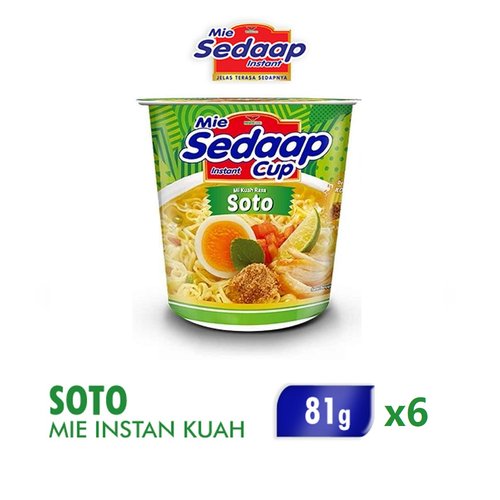 Mie
Sedaap
Instant
JELAS TERASA SEDAPNYA
Mie
Sedaap
Instant Cup
Mi Kuah Rasa
Soto
SOTO
MIE INSTAN KUAH
81g x6